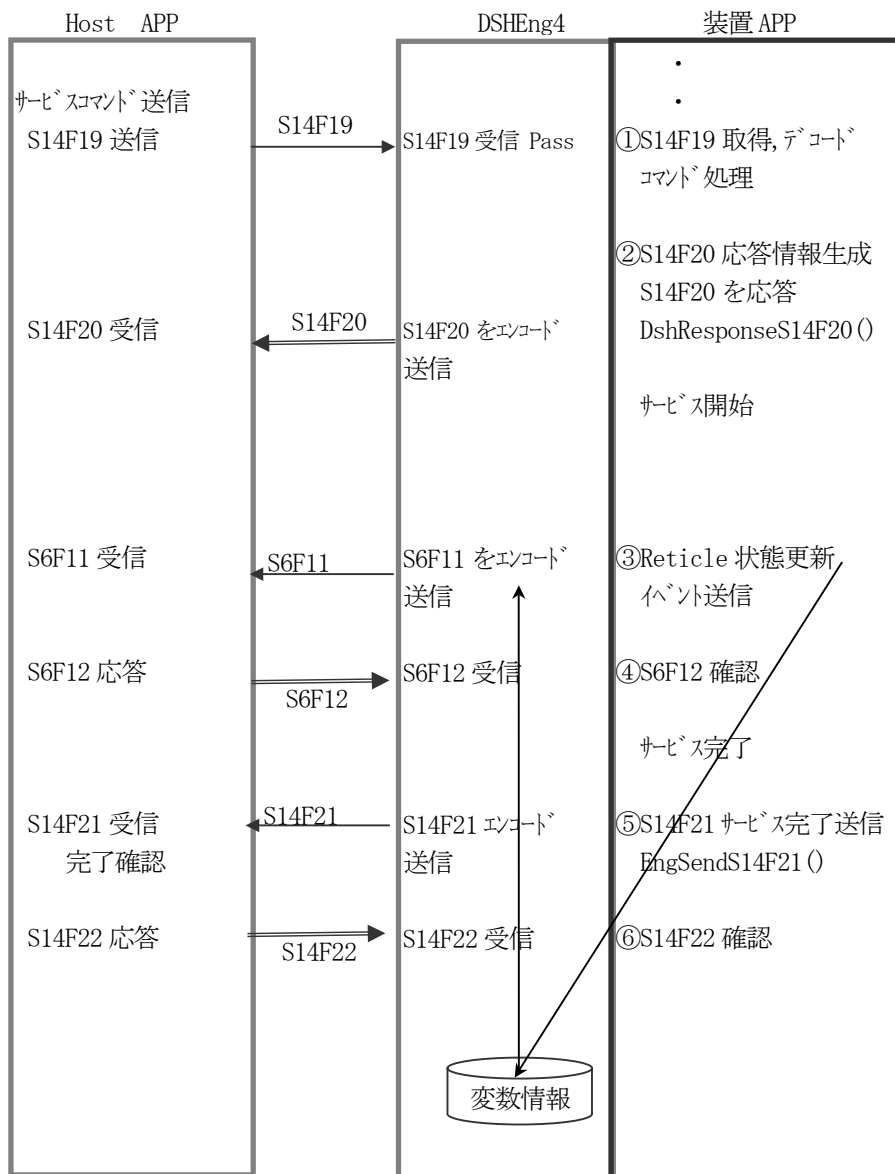 Host APP DSHEng4 装置 APP
・
サービスコマンド送信 ・
S14F19 送信 S14F19 S14F19 受信 Pass ①S14F19 取得,デコード
コマンド処理
②S14F20 応答情報生成
S14F20 を応答
S14F20 受信 S14F20 S14F20 をエンコード DshResponseS14F20()
送信
サービス開始
S6F11 受信 S6F11 S6F11 をエンコード ③Reticle 状態更新
送信 イベント送信
S6F12 応答 S6F12 S6F12 受信 ④S6F12 確認
サービス完了
S14F21 受信 S14F21 S14F21 エンコード ⑤S14F21 サービス完了送信
完了確認 送信 EngSendS14F21()
S14F22 応答 S14F22 S14F22 受信 ⑥S14F22 確認
変数情報